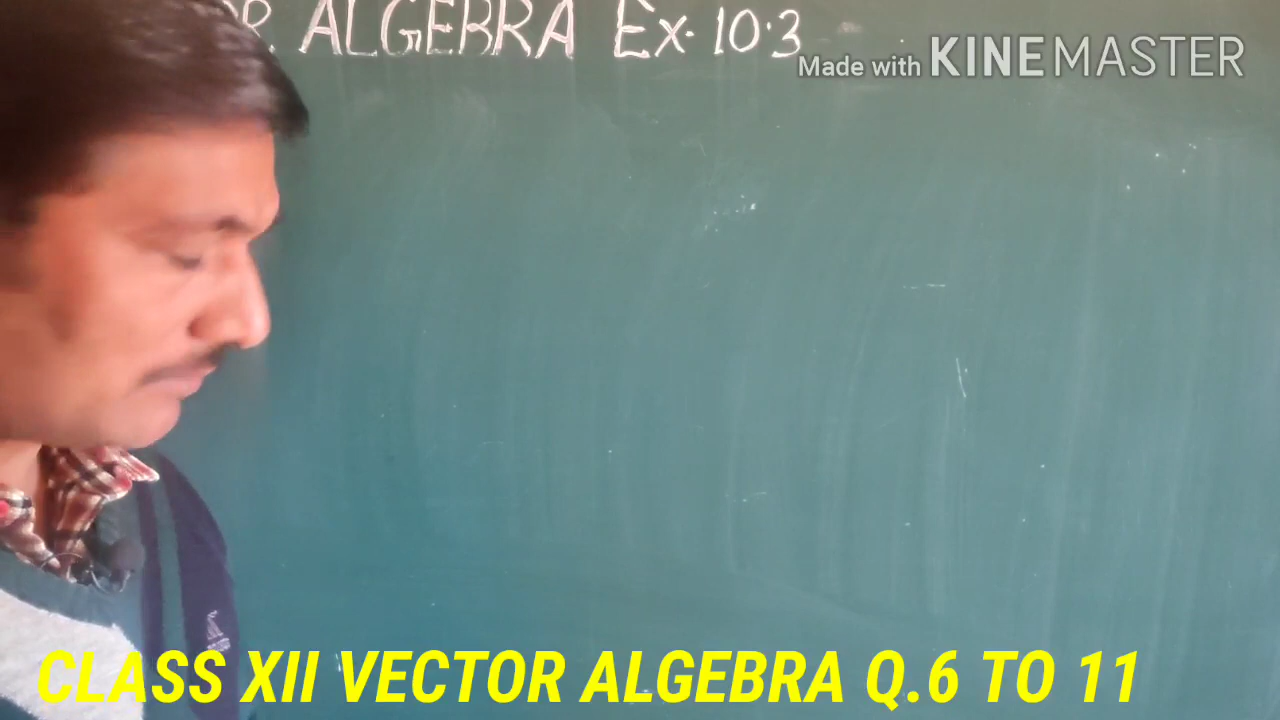 ALGEBRA Ex. 10.3
Made with KINEMASTER
CLASS XII VECTOR ALGEBRA Q.6 TO 11